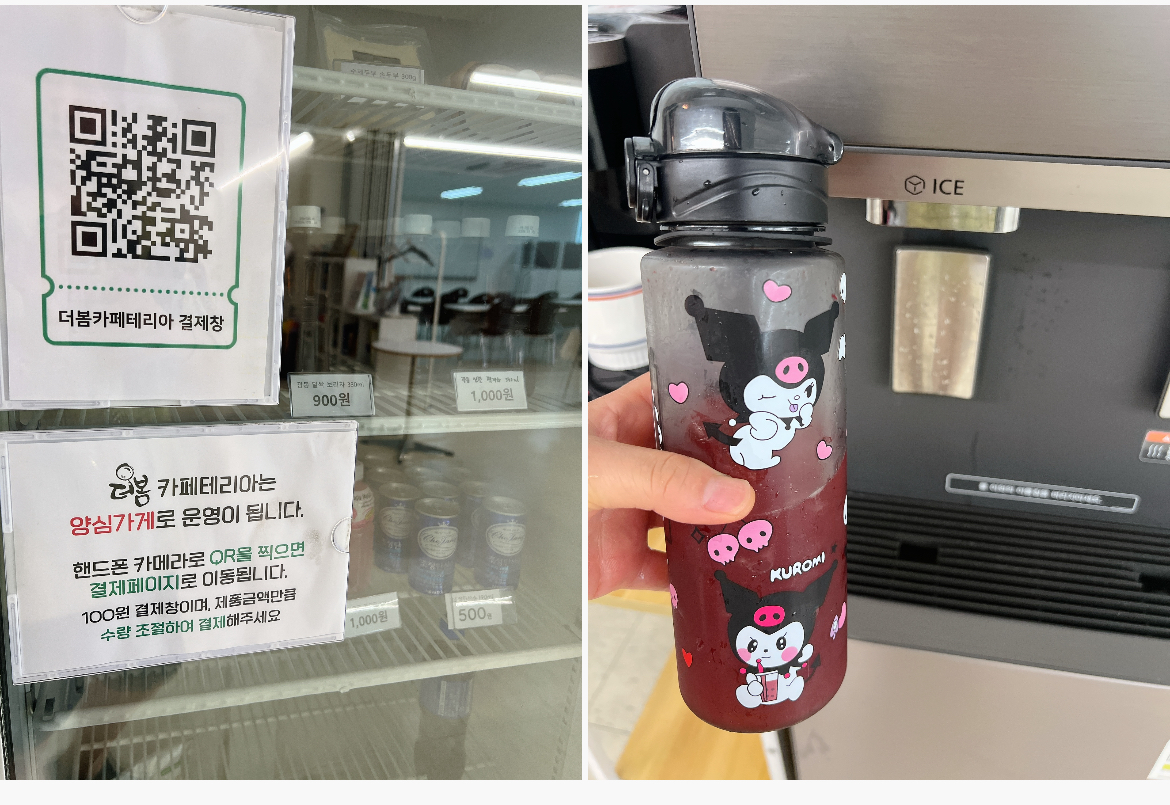 더봄카페테리아 결제창
더봄 카페테리아는
양심가게로 운영이 됩니다.
핸드폰 카메라로 QR을 찍으면
결제페이지로 이동됩니다.
100원 결제창이며, 제품금액만큼
수량 조절하여 결제해주세요
900원
1,000원
1,000원
500원
ICE
KUROMI